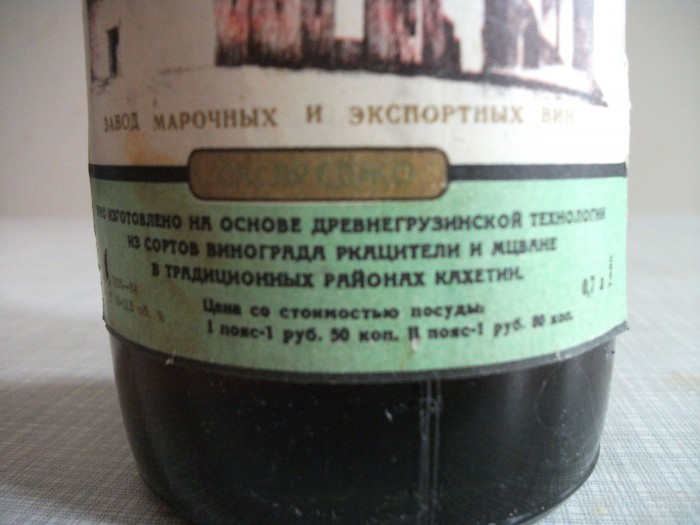 ЗАВОД МАРОЧНЫХ И ЭКСПОРТНЫХ ВИН
ИЗГОТОВЛЕНО НА ОСНОВЕ ДРЕВНЕГРУЗИНСКОЙ ТЕХНОЛОГИИ
ИЗ СОРТОВ ВИНОГРАДА РКАЦИТЕЛИ И МЦВАНЕ
В ТРАДИЦИОННЫХ РАЙОНАХ КАХЕТИИ.
0,7 л
об. %
Цена со стоимостью посуды:
I пояс-1 руб. 50 коп. II пояс-1 руб. 80 коп.